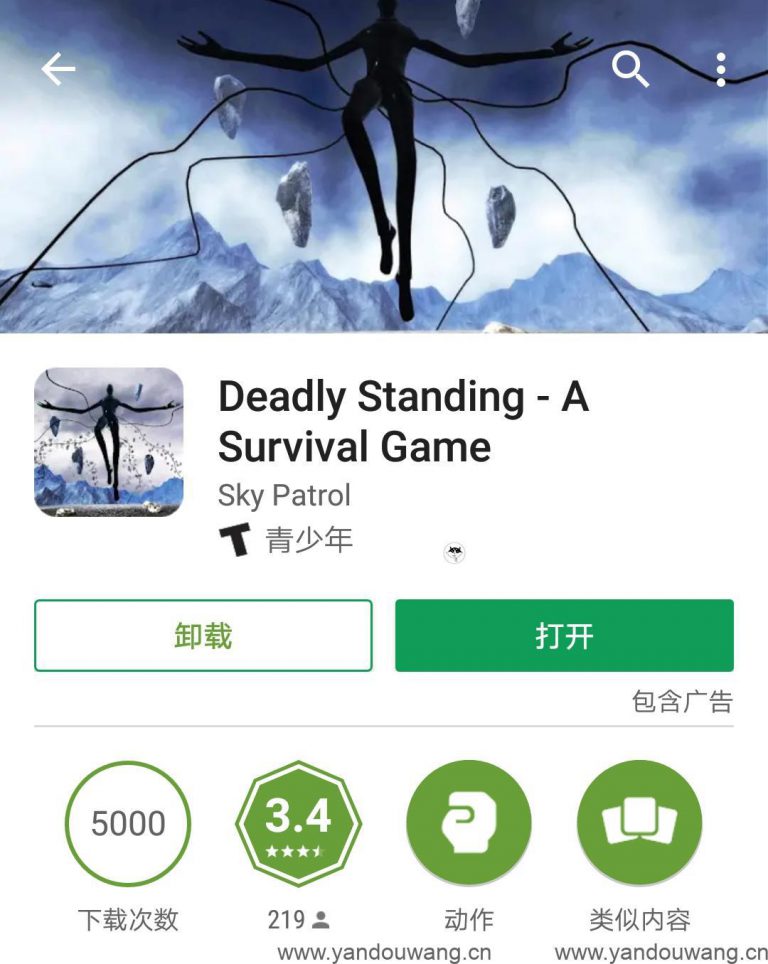 Deadly Standing - A
Survival Game
Sky Patrol
T 青少年
卸载
打开
包含广告
5000
3.4
下载次数
219
动作
类似内容
www.yandouwang.cn
www.yandouwang.cn